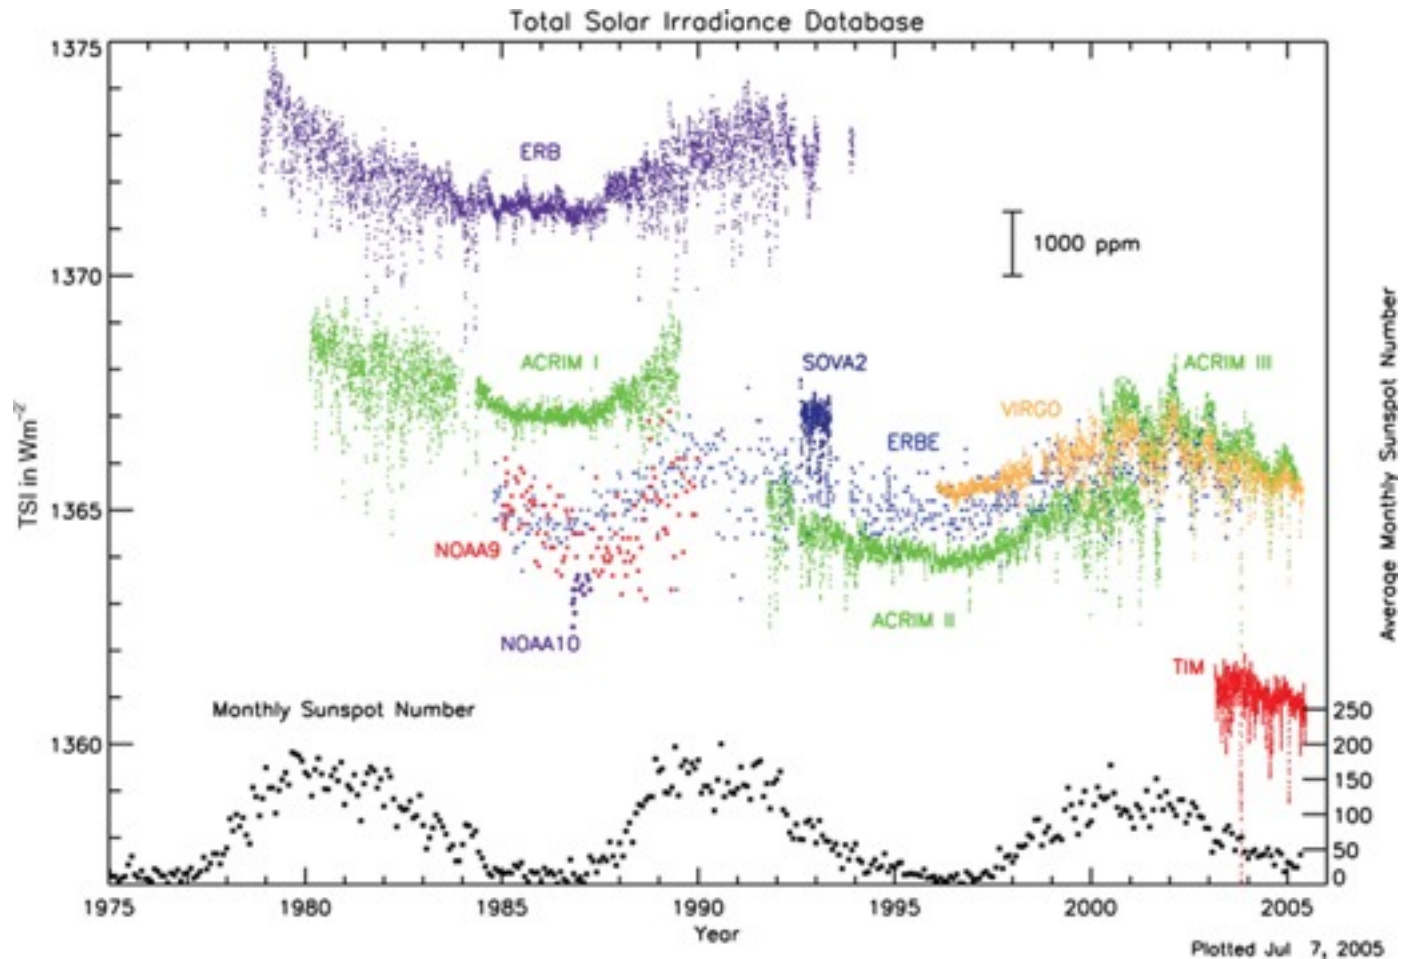 Total Solar Irradiance Database
1375
1370
1365
1360
TSI in Wm⁻²
ERB
1000 ppm
ACRIM I
SOVA2
ACRIM III
VIRGO
ERBE
NOAA9
NOAA10
ACRIM II
TIM
Monthly Sunspot Number
250
200
150
100
50
0
Average Monthly Sunspot Number
1975 1980 1985 1990 1995 2000 2005
Year
Plotted Jul 7, 2005